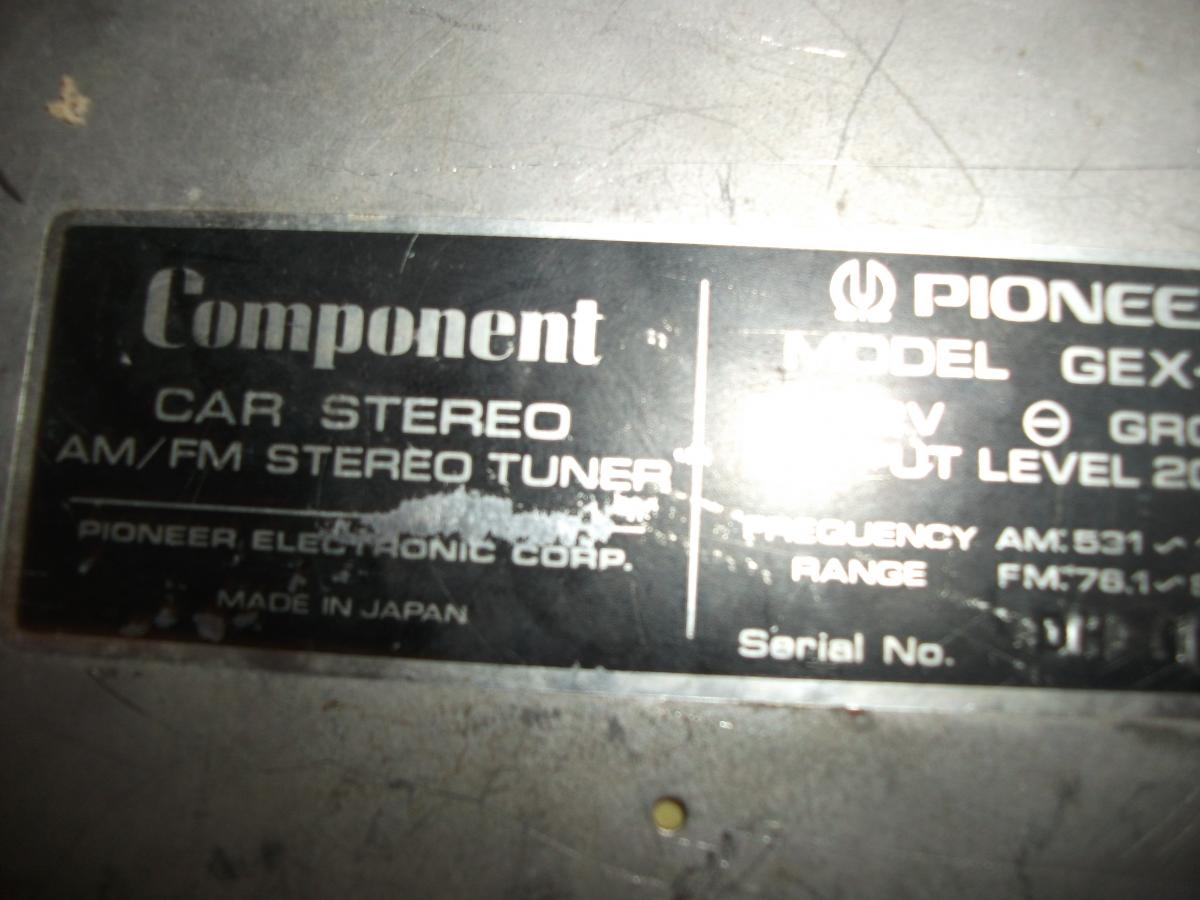 Component
CAR STEREO
AM/FM STEREO TUNER
PIONEER ELECTRONIC CORP.
MADE IN JAPAN
PIONEE
MODEL GEX-
V ⊖ GRO
UT LEVEL 20
FREQUENCY AM: 531 ~
RANGE FM: 76.1 ~
Serial No.